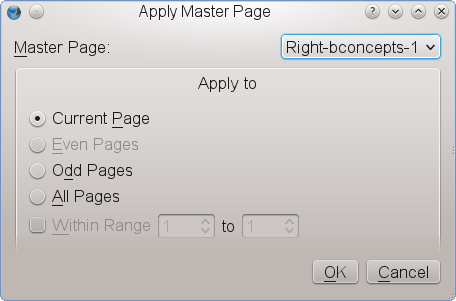 Apply Master Page
Master Page: Right-bconcepts-1
Apply to
Current Page
Even Pages
Odd Pages
All Pages
Within Range 1 to 1
OK Cancel